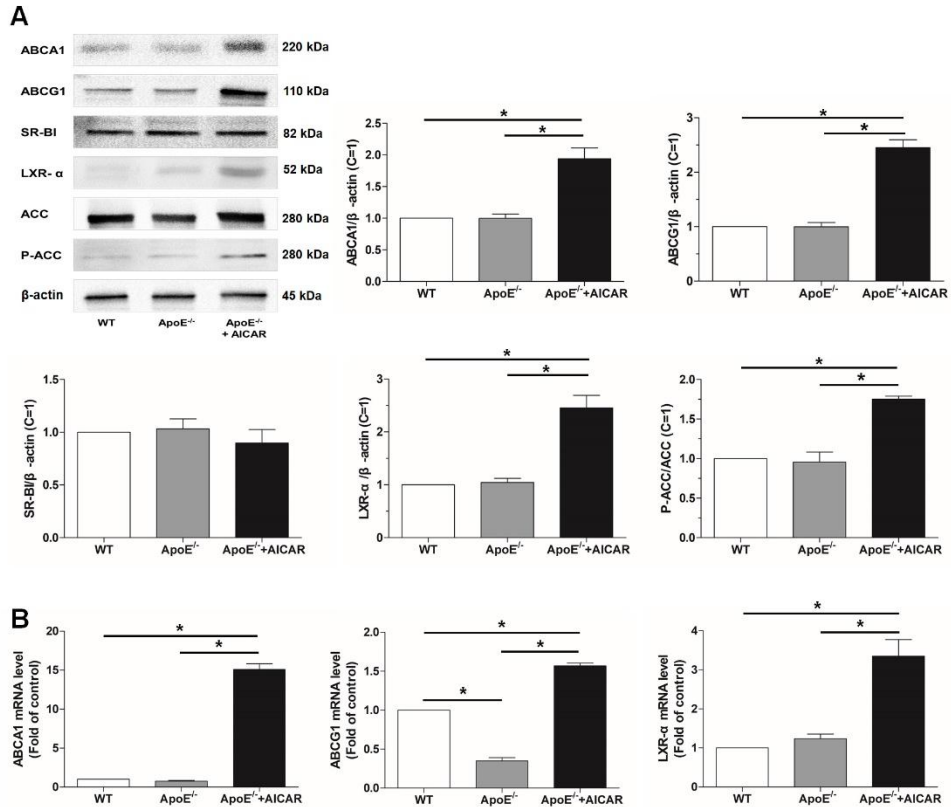 A
ABCA1 220 kDa
ABCG1 110 kDa
SR-BI 82 kDa
LXR- α 52 kDa
ACC 280 kDa
P-ACC 280 kDa
β-actin 45 kDa
WT ApoE-/- ApoE-/-
+ AICAR
ABCA1/β -actin (C=1)
2.5
2.0
1.5
1.0
0.5
0.0
* *
WT ApoE-/- ApoE-/-+AICAR
ABCG1/β -actin (C=1)
3
2
1
0
* *
WT ApoE-/- ApoE-/-+AICAR
SR-BI/β -actin (C=1)
1.5
1.0
0.5
0.0
WT ApoE-/- ApoE-/-+AICAR
LXR-α /β -actin (C=1)
3
2
1
0
* *
WT ApoE-/- ApoE-/-+AICAR
P-ACC/ACC (C=1)
2.0
1.5
1.0
0.5
0.0
* *
WT ApoE-/- ApoE-/-+AICAR
B
ABCA1 mRNA level
(Fold of control)
20
15
10
5
0
* *
WT ApoE-/- ApoE-/-+AICAR
ABCG1 mRNA level
(Fold of control)
2.0
1.5
1.0
0.5
0.0
* * *
WT ApoE-/- ApoE-/-+AICAR
LXR-α mRNA level
(Fold of control)
4
3
2
1
0
* *
WT ApoE-/- ApoE-/-+AICAR